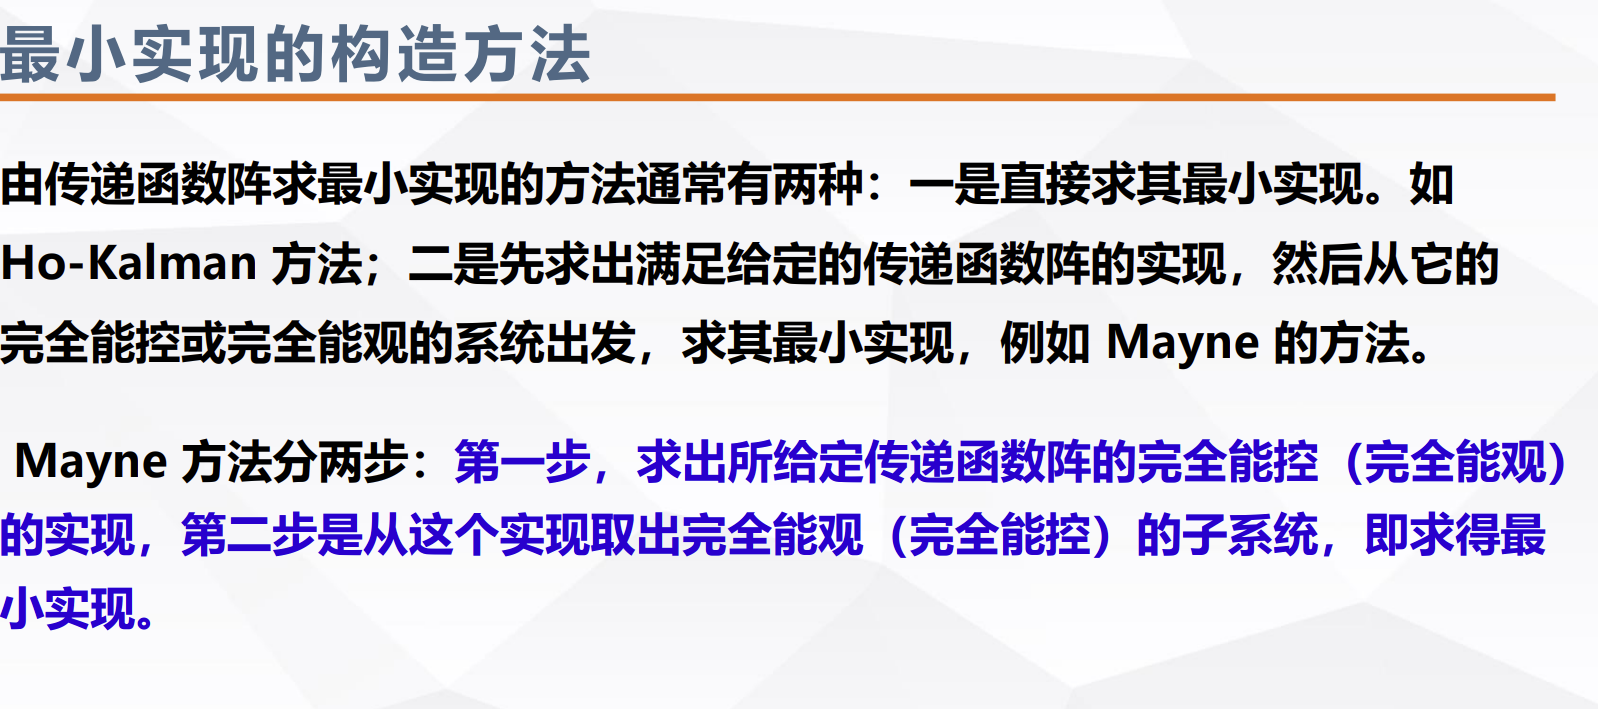 最小实现的构造方法
由传递函数阵求最小实现的方法通常有两种：一是直接求其最小实现。如
Ho-Kalman 方法；二是先求出满足给定的传递函数阵的实现，然后从它的
完全能控或完全能观的系统出发，求其最小实现，例如 Mayne 的方法。
Mayne 方法分两步：第一步，求出所给定传递函数阵的完全能控（完全能观）
的实现，第二步是从这个实现取出完全能观（完全能控）的子系统，即求得最
小实现。